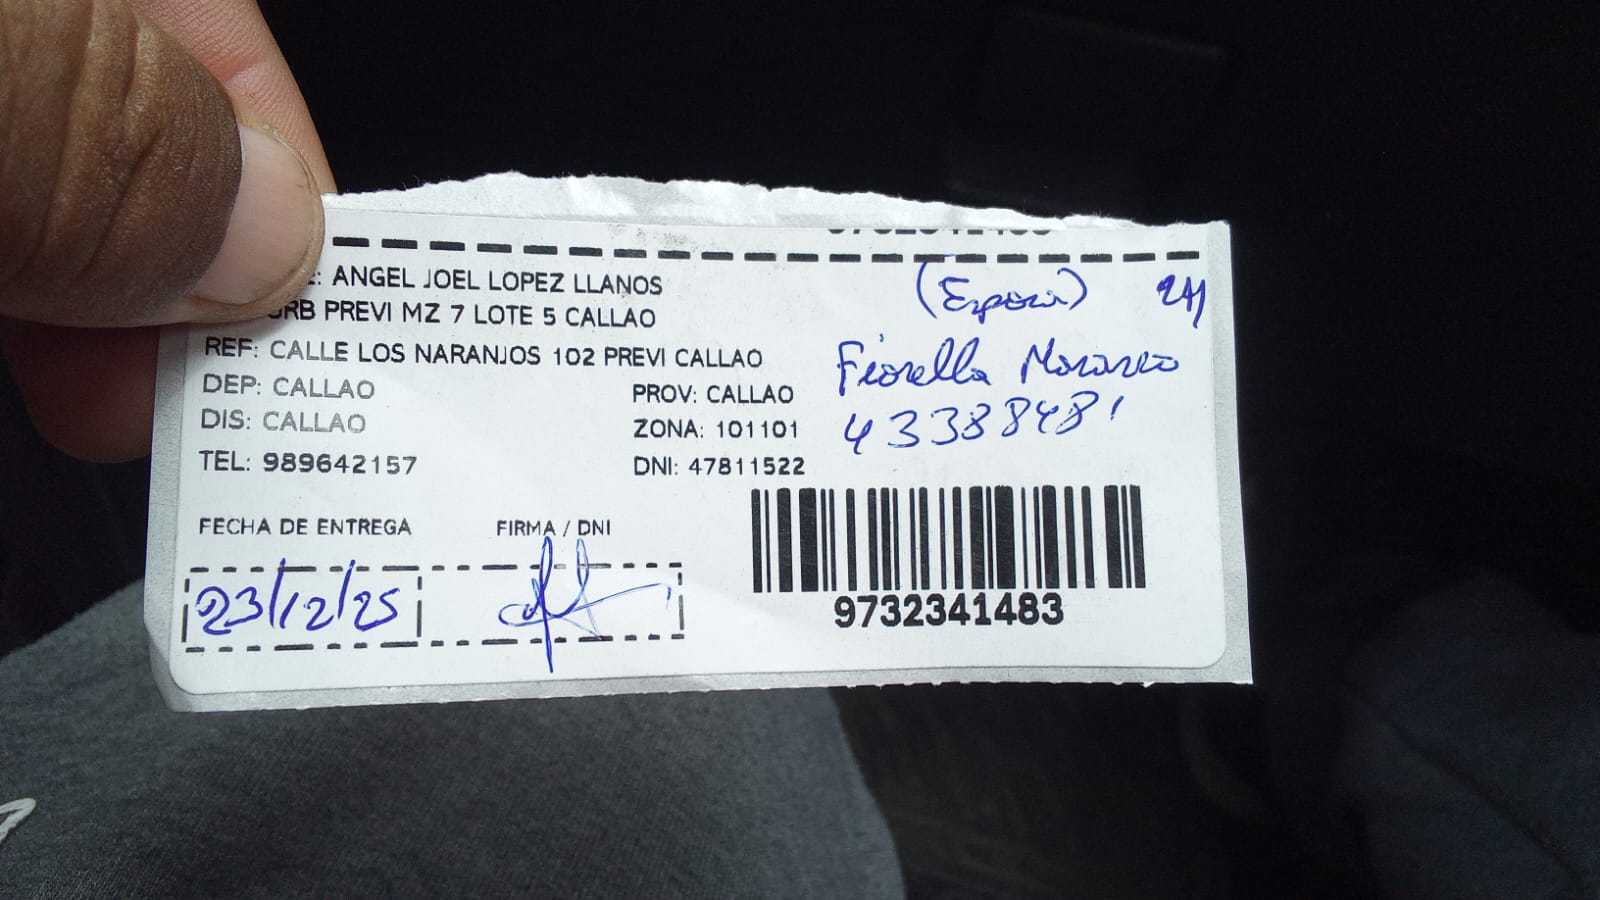 : ANGEL JOEL LOPEZ LLANOS
URB PREVI MZ 7 LOTE 5 CALLAO
REF: CALLE LOS NARANJOS 102 PREVI CALLAO
DEP: CALLAO PROV: CALLAO
DIS: CALLAO ZONA: 101101
TEL: 989642157 DNI: 47811522
(Esposa)
Fiorella
43388481
FECHA DE ENTREGA FIRMA / DNI
23/12/25
9732341483